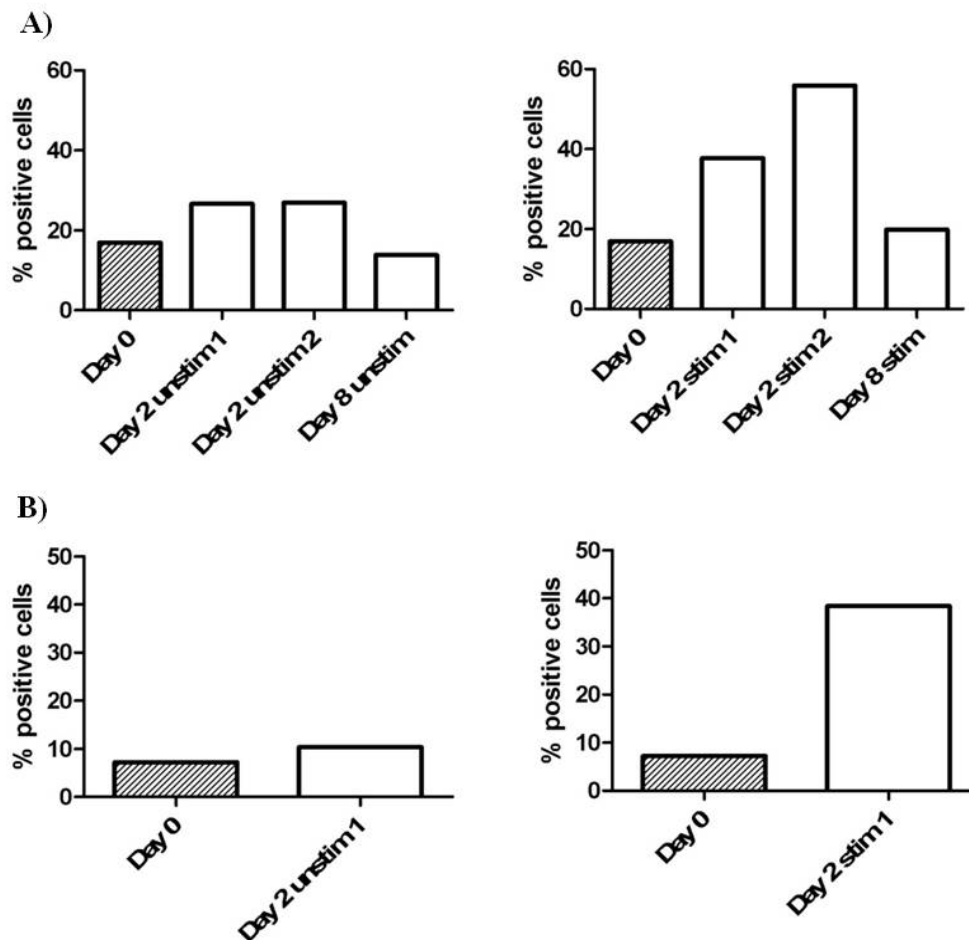 A)
% positive cells
60
40
20
0
Day 0
Day 2 unstim1
Day 2 unstim2
Day 8 unstim
% positive cells
60
40
20
0
Day 0
Day 2 stim1
Day 2 stim2
Day 8 stim
B)
% positive cells
50
40
30
20
10
0
Day 0
Day 2 unstim1
% positive cells
50
40
30
20
10
0
Day 0
Day 2 stim1